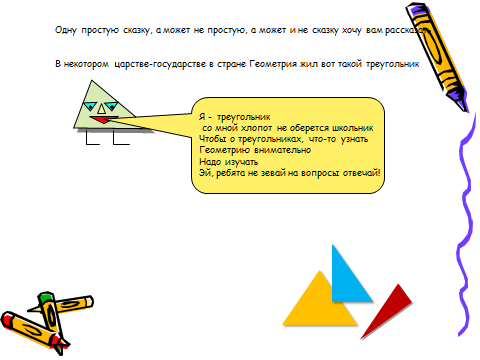 Одну простую сказку, а может не простую, а может и не сказку хочу вам рассказать
В некотором царстве-государстве в стране Геометрия жил вот такой треугольник
Я - треугольник
со мной хлопот не оберется школьник
Чтобы о треугольниках, что-то узнать
Геометрию внимательно
Надо изучать
Эй, ребята не зевай на вопросы отвечай!